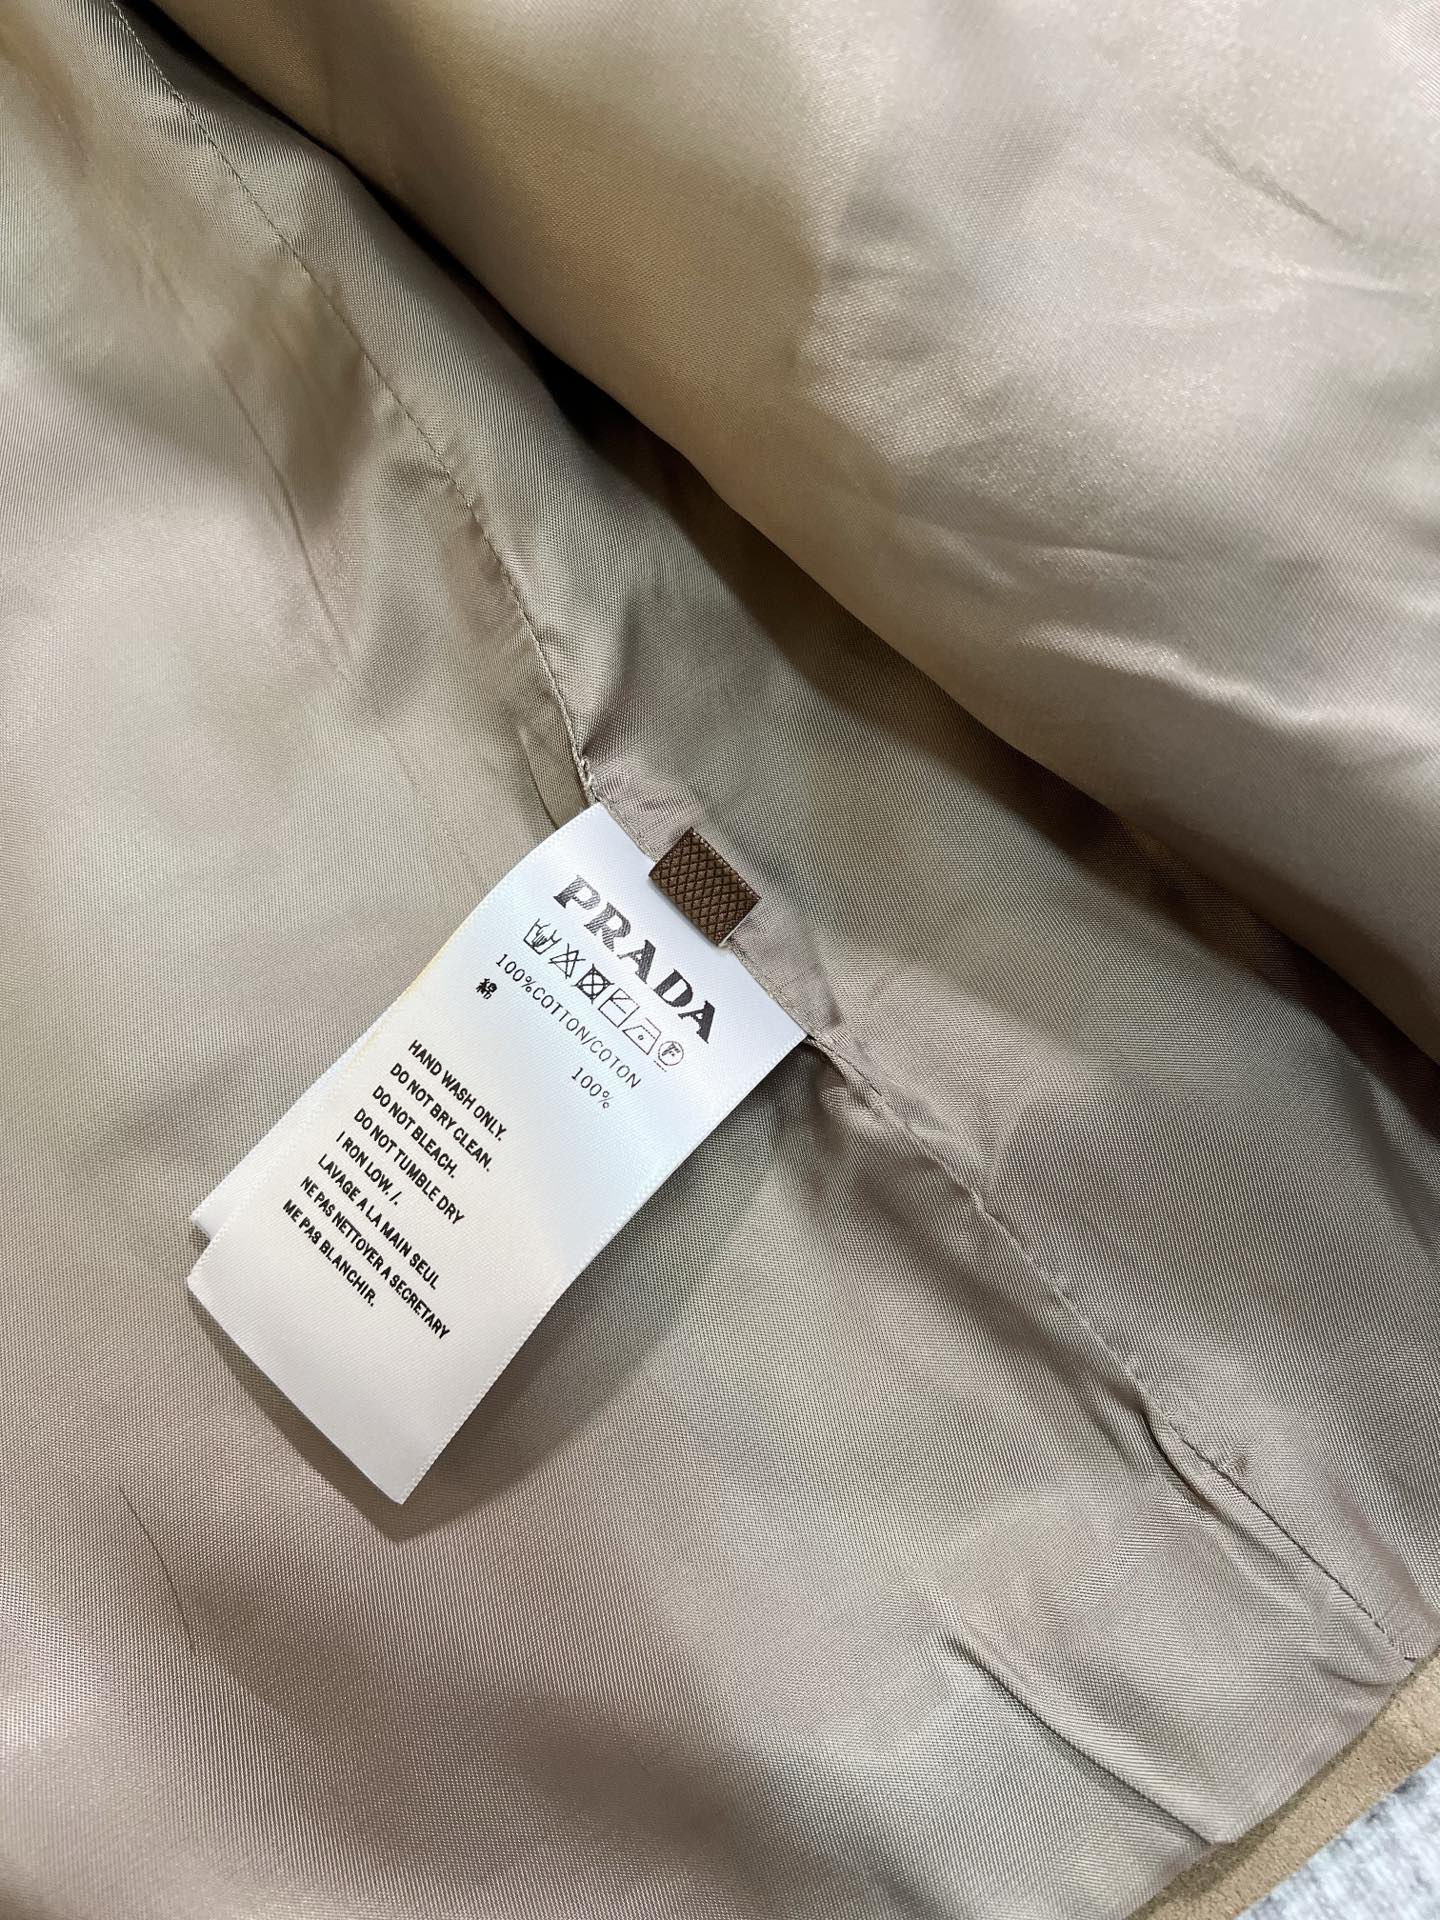 PRADA
F
100%COTTON/COTON
綿 100%
HAND WASH ONLY.
DO NOT BRY CLEAN.
DO NOT BLEACH.
DO NOT TUMBLE DRY
I RON LOW. /.
LAVAGE A LA MAIN SEUL
NE PAS NETTOYER A SECRETARY
ME PAS BLANCHIR.